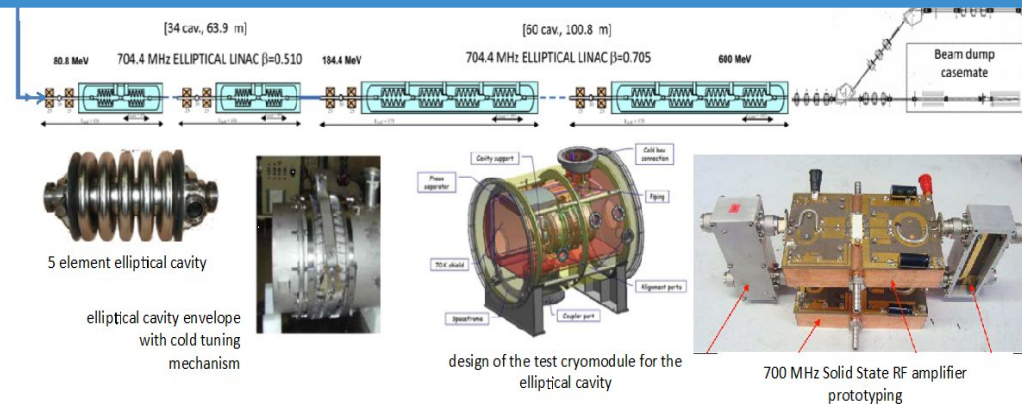 [34 cav., 63.9 m]
[60 cav., 100.8 m]
80.8 MeV
704.4 MHz ELLIPTICAL LINAC β=0.510
184.4 MeV
704.4 MHz ELLIPTICAL LINAC β=0.705
600 MeV
Beam dump
casemate
Cold box
connection
Cavity support
Phase
separator
Piping
70 K shield
Alignment ports
Spaceframe
Coupler port
5 element elliptical cavity
elliptical cavity envelope
with cold tuning
mechanism
design of the test cryomodule for the
elliptical cavity
700 MHz Solid State RF amplifier
prototyping